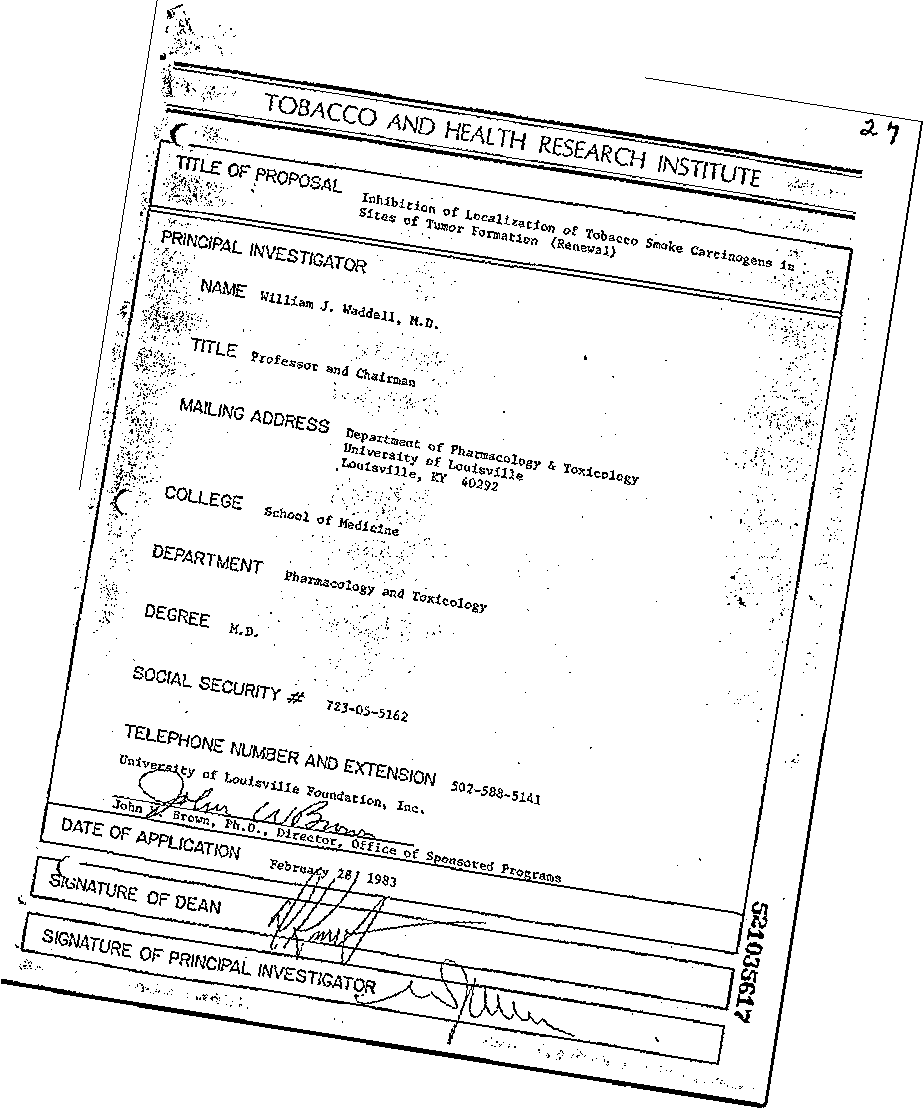 27
TOBACCO AND HEALTH RESEARCH INSTITUTE
TITLE OF PROPOSAL Inhibition of Localization of Tobacco Smoke Carcinogens in
Sites of Tumor Formation (Renewal)
PRINCIPAL INVESTIGATOR
NAME William J. Waddell, M.D.
TITLE Professor and Chairman
MAILING ADDRESS Department of Pharmacology & Toxicology
University of Louisville
Louisville, KY 40292
COLLEGE School of Medicine
DEPARTMENT Pharmacology and Toxicology
DEGREE M.D.
SOCIAL SECURITY # 723-05-5162
TELEPHONE NUMBER AND EXTENSION 502-588-5141
University of Louisville Foundation, Inc.
John W Brown
John W. Brown, Ph.D., Director, Office of Sponsored Programs
DATE OF APPLICATION February 28, 1983
SIGNATURE OF DEAN
SIGNATURE OF PRINCIPAL INVESTIGATOR
521035617